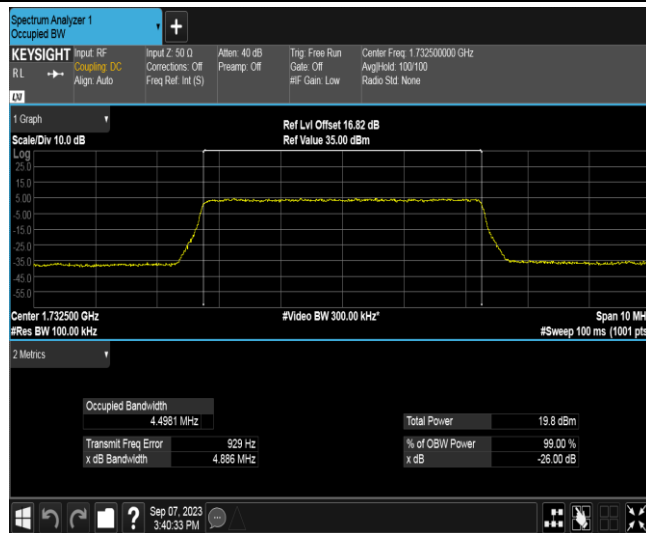 Spectrum Analyzer 1
Occupied BW
+
KEYSIGHT
R L
Input: RF
Coupling: DC
Align: Auto
Input Z: 50 Ω
Corrections: Off
Freq Ref: Int (S)
Atten: 40 dB
Preamp: Off
Trig: Free Run
Gate: Off
#IF Gain: Low
Center Freq: 1.732500000 GHz
Avg|Hold: 100/100
Radio Std: None
1 Graph
Scale/Div 10.0 dB
Ref Lvl Offset 16.82 dB
Ref Value 35.00 dBm
Log
25.0
15.0
5.00
-5.00
-15.0
-25.0
-35.0
-45.0
-55.0
Center 1.732500 GHz
#Video BW 300.00 kHz*
Span 10 MH
#Res BW 100.00 kHz
#Sweep 100 ms (1001 pts
2 Metrics
Occupied Bandwidth
4.4981 MHz
Total Power 19.8 dBm
Transmit Freq Error 929 Hz
% of OBW Power 99.00 %
x dB Bandwidth 4.886 MHz
x dB -26.00 dB
?
Sep 07, 2023
3:40:33 PM